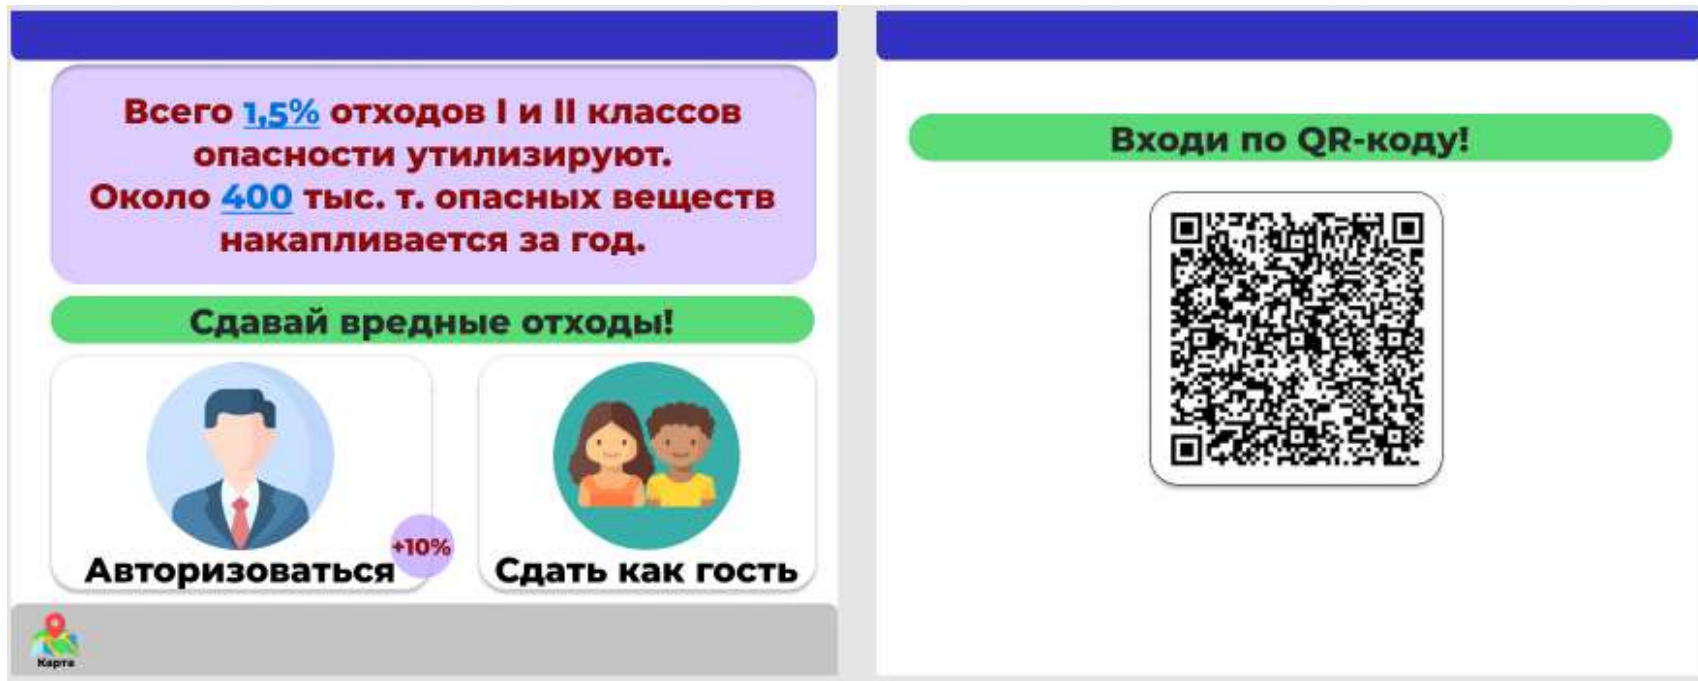 Всего 1,5% отходов I и II классов
опасности утилизируют.
Около 400 тыс. т. опасных веществ
накапливается за год.
Сдавай вредные отходы!
+10%
Авторизоваться
Сдать как гость
Карта
Входи по QR-коду!